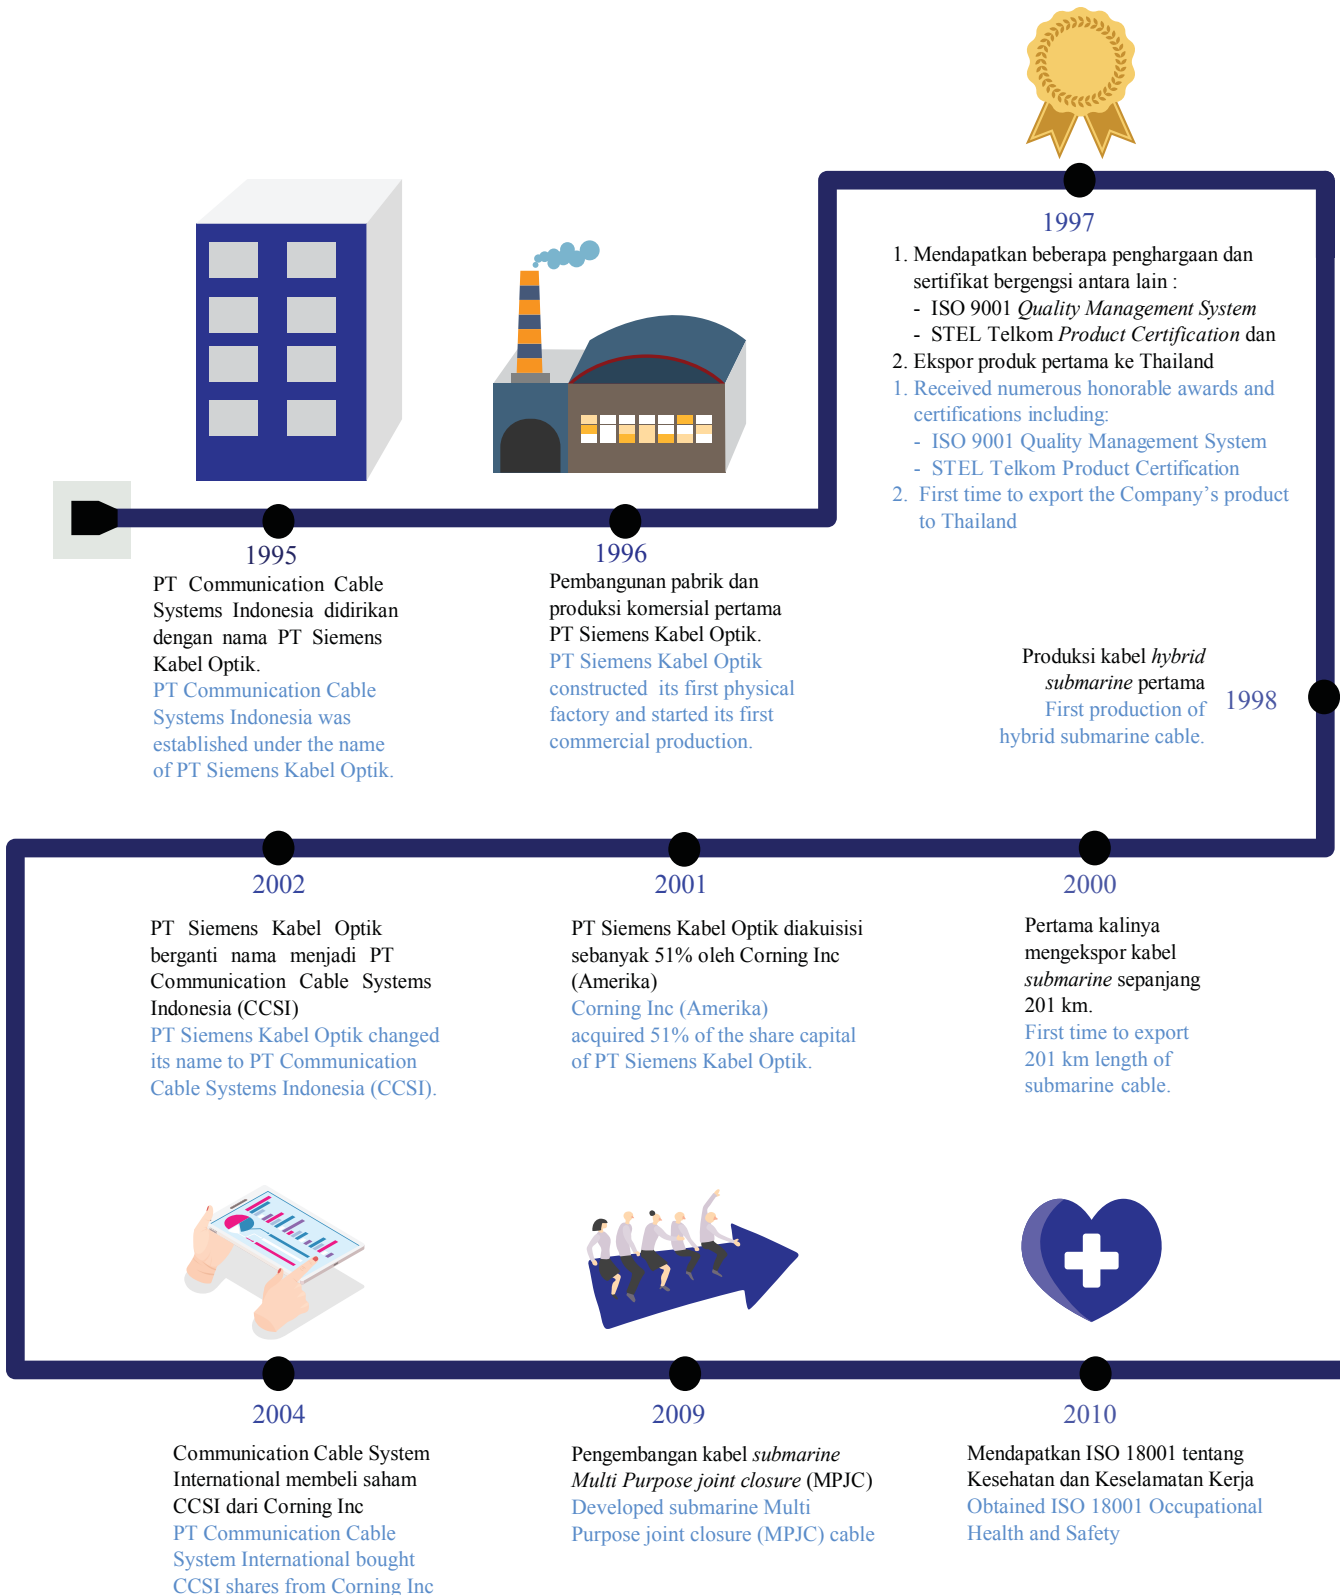 1995
PT Communication Cable
Systems Indonesia didirikan
dengan nama PT Siemens
Kabel Optik.
PT Communication Cable
Systems Indonesia was
established under the name
of PT Siemens Kabel Optik.
1996
Pembangunan pabrik dan
produksi komersial pertama
PT Siemens Kabel Optik.
PT Siemens Kabel Optik
constructed its first physical
factory and started its first
commercial production.
1997
1. Mendapatkan beberapa penghargaan dan
sertifikat bergengsi antara lain :
- ISO 9001 Quality Management System
- STEL Telkom Product Certification dan
2. Ekspor produk pertama ke Thailand
1. Received numerous honorable awards and
certifications including:
- ISO 9001 Quality Management System
- STEL Telkom Product Certification
2. First time to export the Company's product
to Thailand
1998
Produksi kabel hybrid
submarine pertama
First production of
hybrid submarine cable.
2000
Pertama kalinya
mengekspor kabel
submarine sepanjang
201 km.
First time to export
201 km length of
submarine cable.
2001
PT Siemens Kabel Optik diakuisisi
sebanyak 51% oleh Corning Inc
(Amerika)
Corning Inc (Amerika)
acquired 51% of the share capital
of PT Siemens Kabel Optik.
2002
PT Siemens Kabel Optik
berganti nama menjadi PT
Communication Cable Systems
Indonesia (CCSI)
PT Siemens Kabel Optik changed
its name to PT Communication
Cable Systems Indonesia (CCSI).
2004
Communication Cable System
International membeli saham
CCSI dari Corning Inc
PT Communication Cable
System International bought
CCSI shares from Corning Inc
2009
Pengembangan kabel submarine
Multi Purpose joint closure (MPJC)
Developed submarine Multi
Purpose joint closure (MPJC) cable
2010
Mendapatkan ISO 18001 tentang
Kesehatan dan Keselamatan Kerja
Obtained ISO 18001 Occupational
Health and Safety